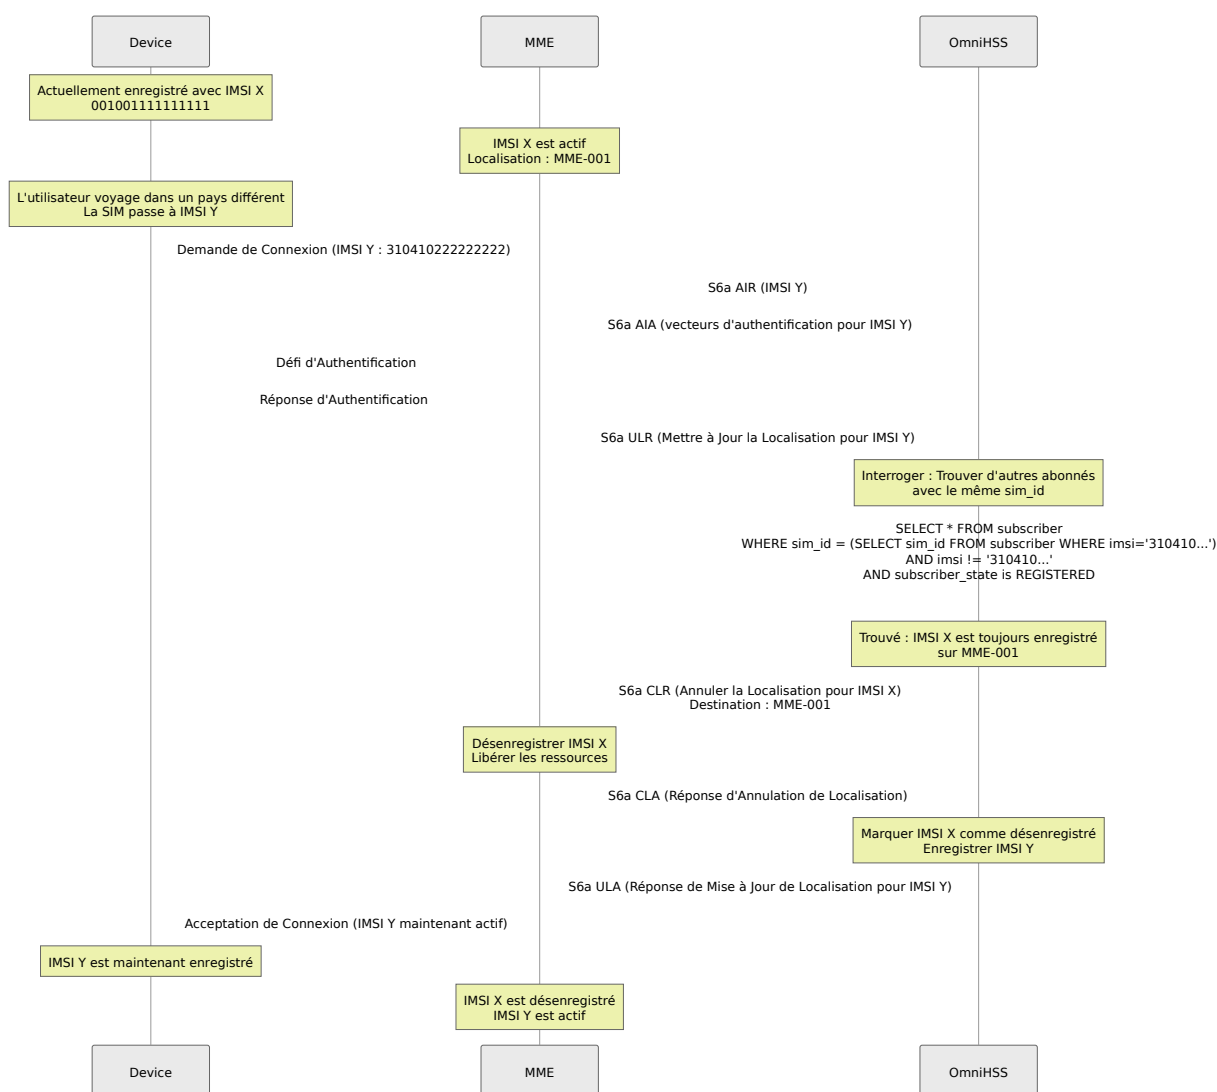 Device
MME
OmniHSS
Actuellement enregistré avec IMSI X
001001111111111
IMSI X est actif
Localisation : MME-001
L'utilisateur voyage dans un pays différent
La SIM passe à IMSI Y
Demande de Connexion (IMSI Y : 310410222222222)
S6a AIR (IMSI Y)
S6a AIA (vecteurs d'authentification pour IMSI Y)
Défi d'Authentification
Réponse d'Authentification
S6a ULR (Mettre à Jour la Localisation pour IMSI Y)
Interroger : Trouver d'autres abonnés
avec le même sim_id
SELECT * FROM subscriber
WHERE sim_id = (SELECT sim_id FROM subscriber WHERE imsi='310410...')
AND imsi != '310410...'
AND subscriber_state is REGISTERED
Trouvé : IMSI X est toujours enregistré
sur MME-001
S6a CLR (Annuler la Localisation pour IMSI X)
Destination : MME-001
Désenregistrer IMSI X
Libérer les ressources
S6a CLA (Réponse d'Annulation de Localisation)
Marquer IMSI X comme désenregistré
Enregistrer IMSI Y
S6a ULA (Réponse de Mise à Jour de Localisation pour IMSI Y)
Acceptation de Connexion (IMSI Y maintenant actif)
IMSI Y est maintenant enregistré
IMSI X est désenregistré
IMSI Y est actif
Device
MME
OmniHSS